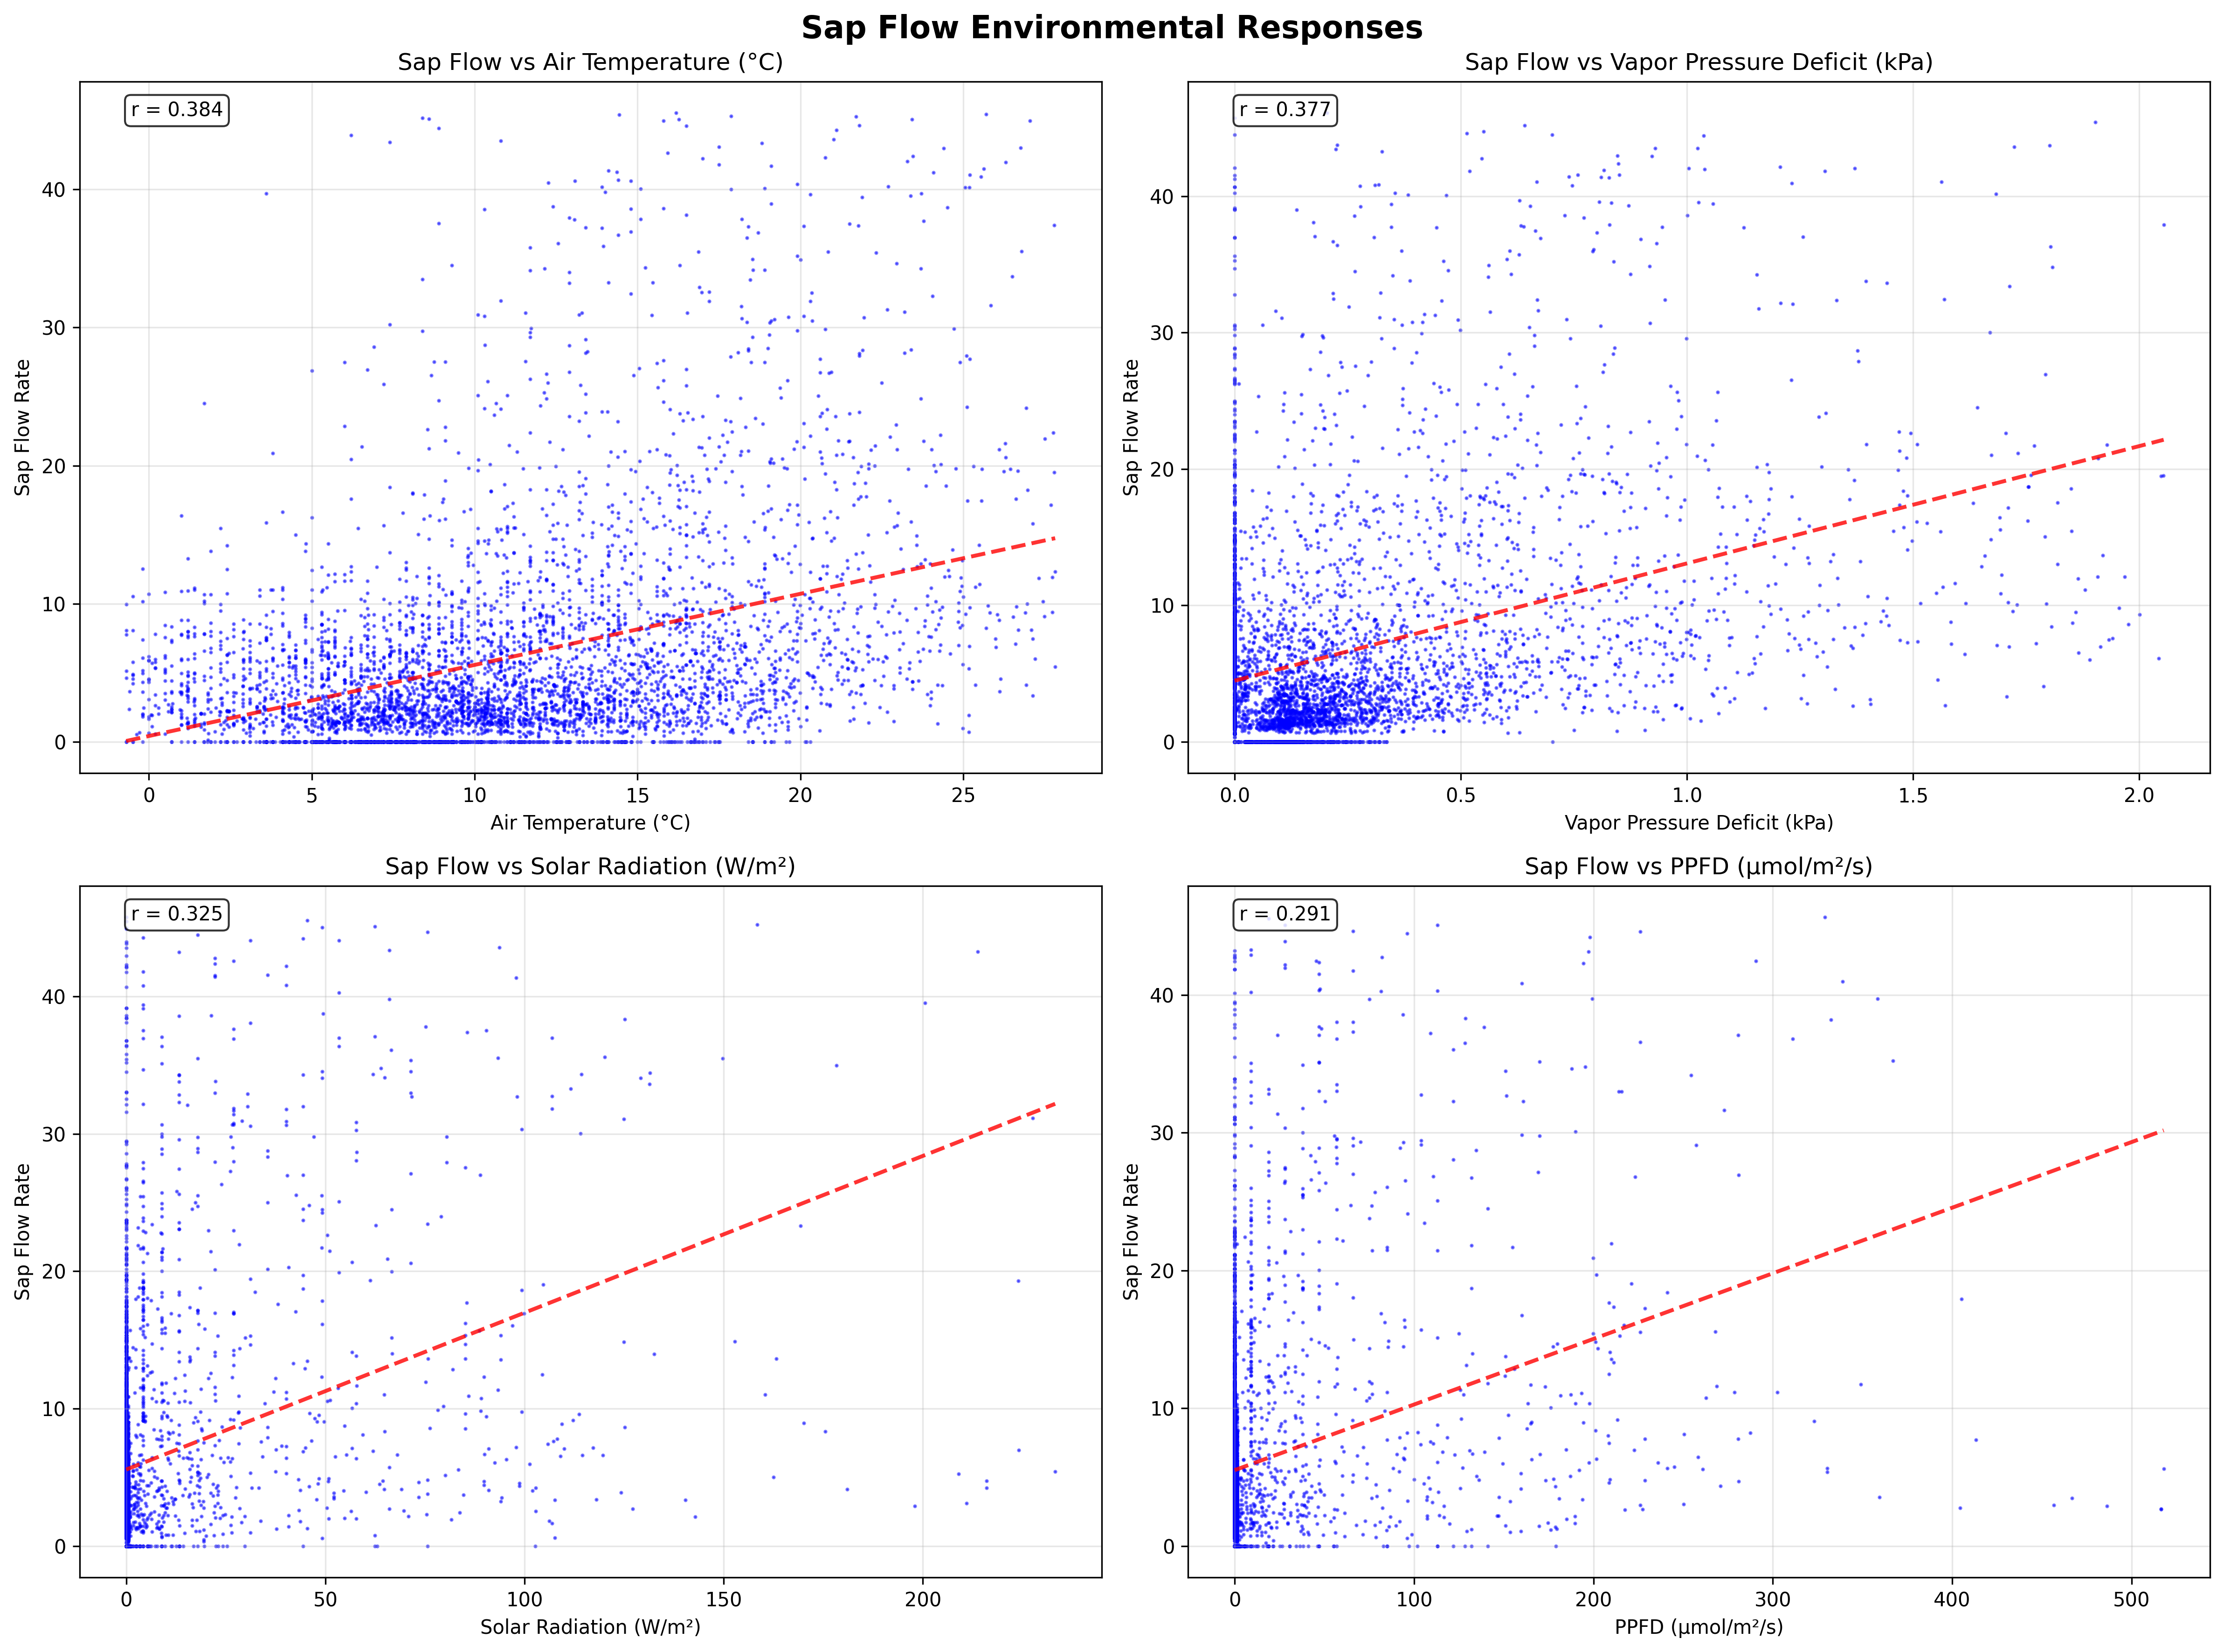 Sap Flow Environmental Responses
Sap Flow vs Air Temperature (°C)
r = 0.384
40
30
20
10
0
Sap Flow Rate
0 5 10 15 20 25
Air Temperature (°C)
Sap Flow vs Vapor Pressure Deficit (kPa)
r = 0.377
40
30
20
10
0
Sap Flow Rate
0.0 0.5 1.0 1.5 2.0
Vapor Pressure Deficit (kPa)
Sap Flow vs Solar Radiation (W/m²)
r = 0.325
40
30
20
10
0
Sap Flow Rate
0 50 100 150 200
Solar Radiation (W/m²)
Sap Flow vs PPFD (μmol/m²/s)
r = 0.291
40
30
20
10
0
Sap Flow Rate
0 100 200 300 400 500
PPFD (μmol/m²/s)